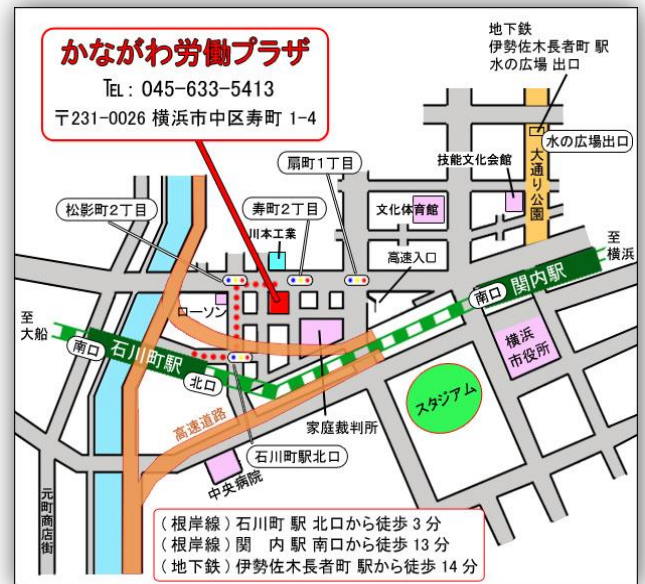 かながわ労働プラザ
℡: 045-633-5413
〒231-0026 横浜市中区寿町 1-4
地下鉄
伊勢佐木長者町 駅
水の広場 出口
水の広場出口
大通り公園
技能文化会館
扇町1丁目
文化体育館
松影町2丁目
寿町2丁目
川本工業
高速入口
至
横浜
関内駅
南口
ローソン
至
大船
南口
石川町駅
北口
横浜
市役所
スタジアム
家庭裁判所
高速道路
石川町駅北口
中央病院
元町商店街
(根岸線)石川町 駅 北口から徒歩 3 分
(根岸線)関 内 駅 南口から徒歩 13 分
(地下鉄)伊勢佐木長者町 駅から徒歩 14 分